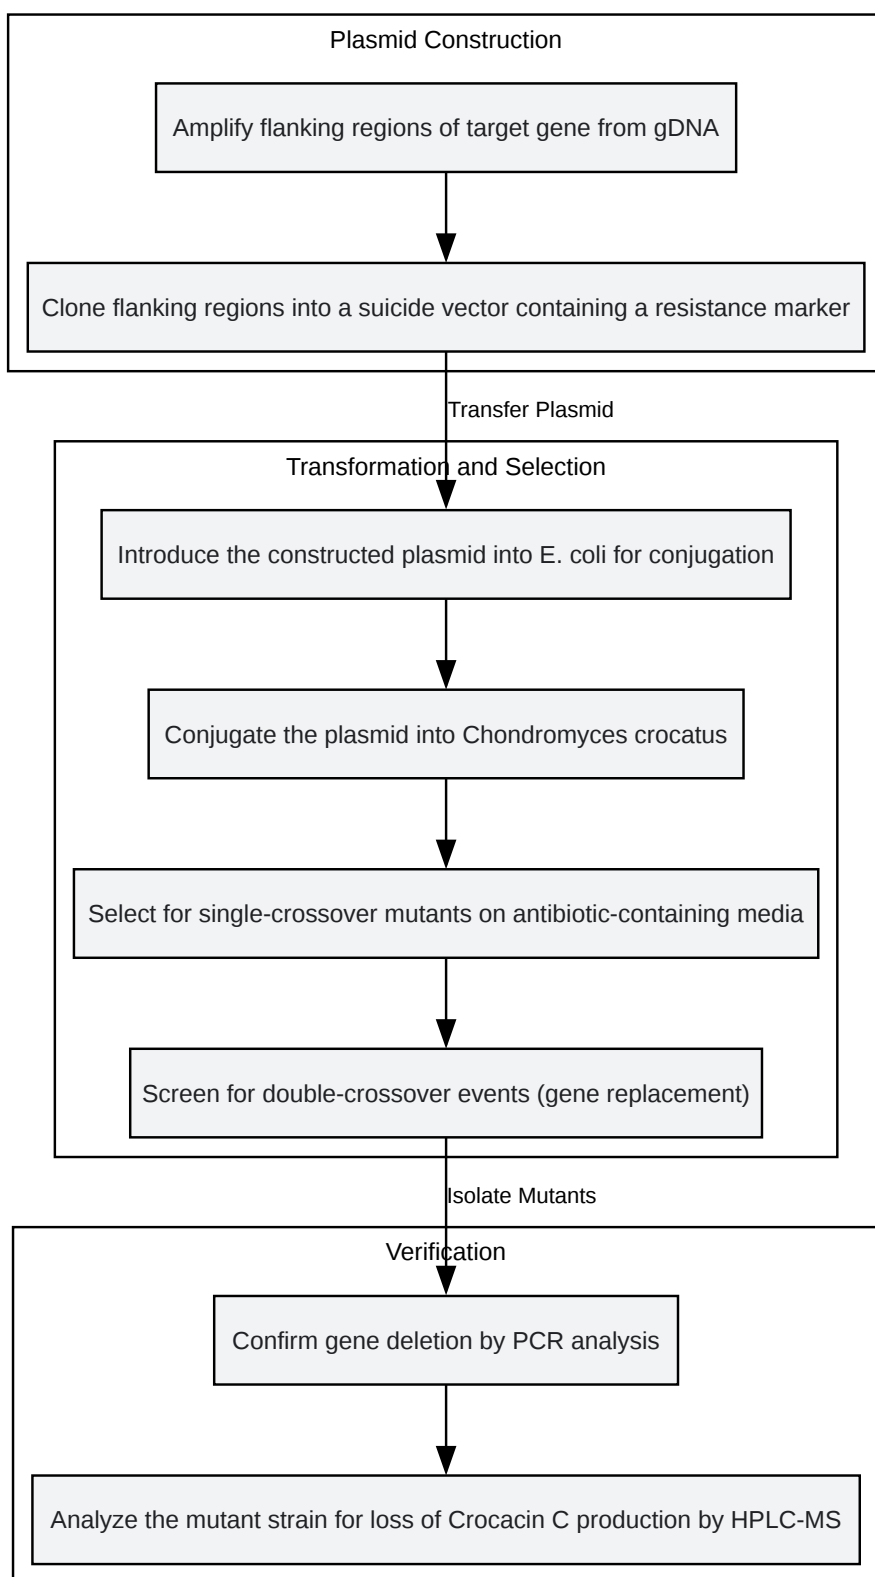 Plasmid Construction
Amplify flanking regions of target gene from gDNA
Clone flanking regions into a suicide vector containing a resistance marker
Transfer Plasmid
Transformation and Selection
Introduce the constructed plasmid into E. coli for conjugation
Conjugate the plasmid into Chondromyces crocatus
Select for single-crossover mutants on antibiotic-containing media
Screen for double-crossover events (gene replacement)
Isolate Mutants
Verification
Confirm gene deletion by PCR analysis
Analyze the mutant strain for loss of Crocacin C production by HPLC-MS